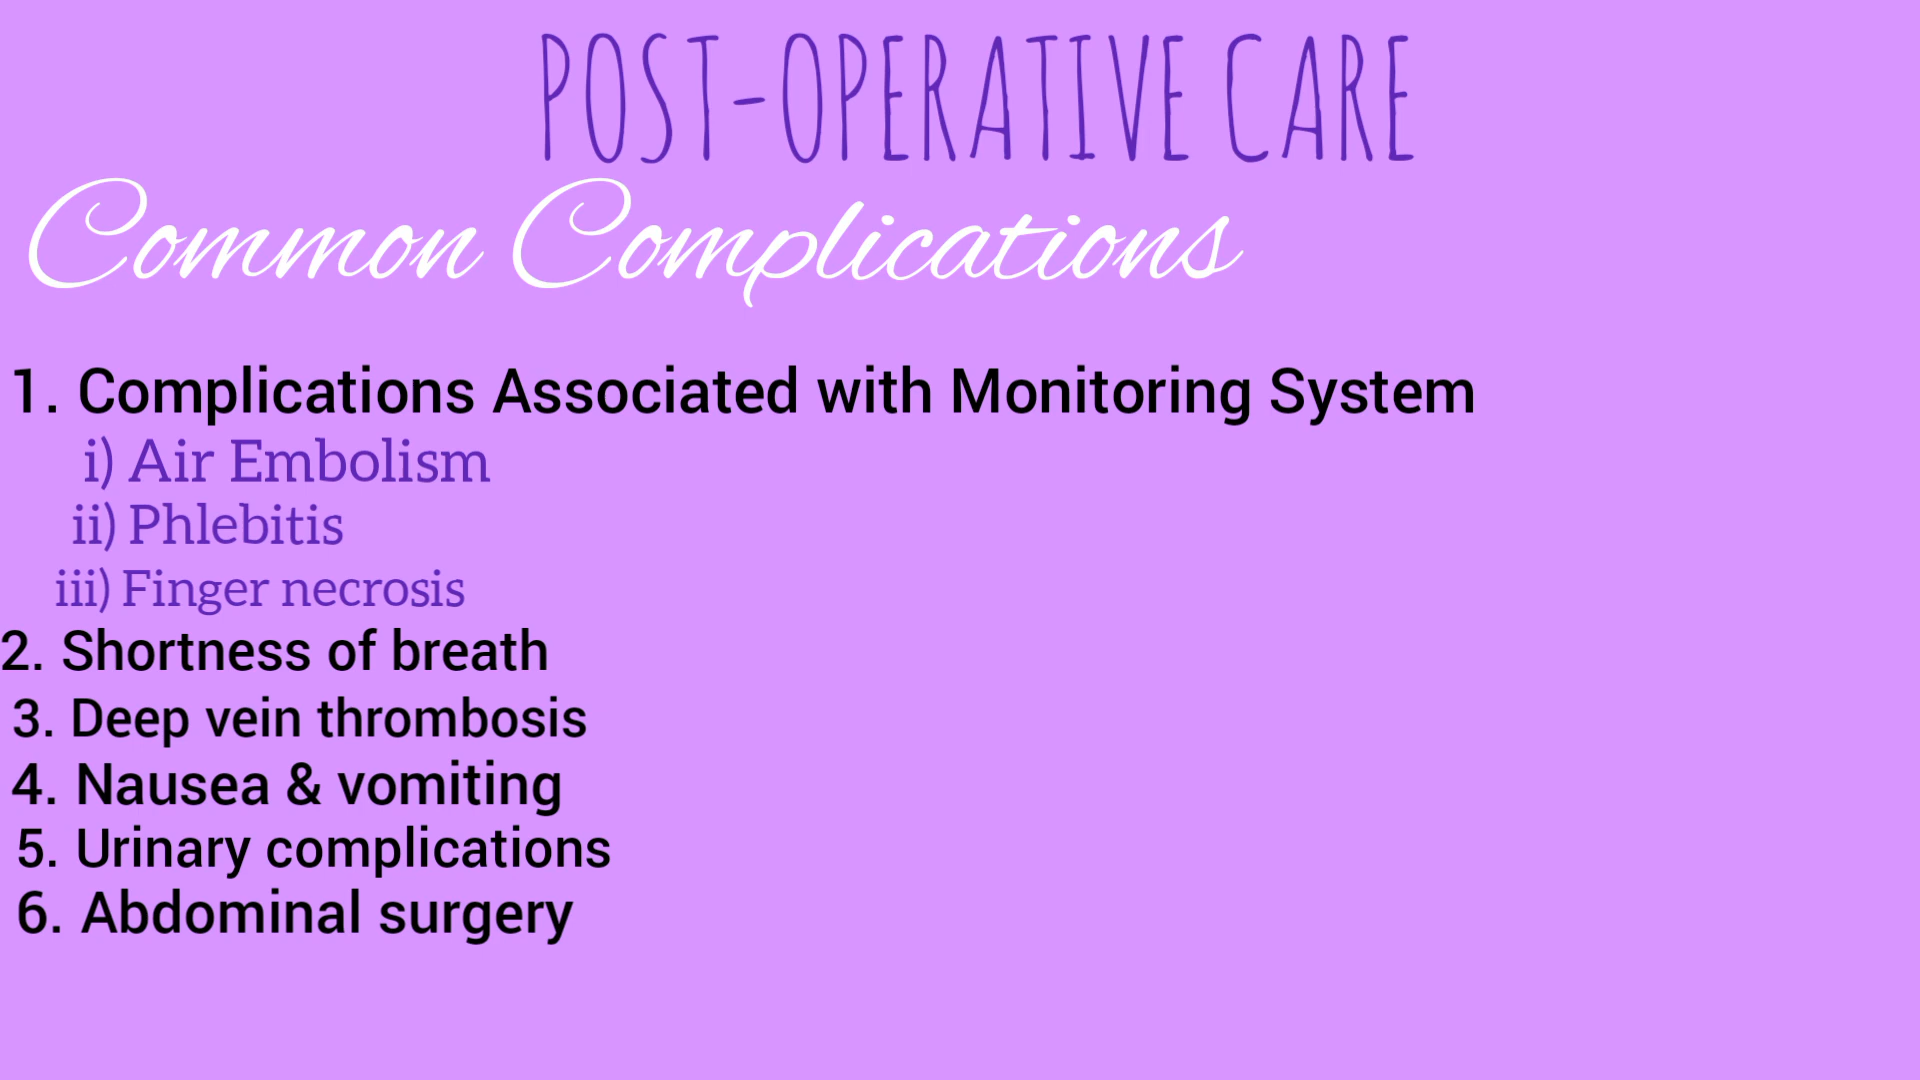 POST-OPERATIVE CARE
Common Complications
1. Complications Associated with Monitoring System
i) Air Embolism
ii) Phlebitis
iii) Finger necrosis
2. Shortness of breath
3. Deep vein thrombosis
4. Nausea & vomiting
5. Urinary complications
6. Abdominal surgery